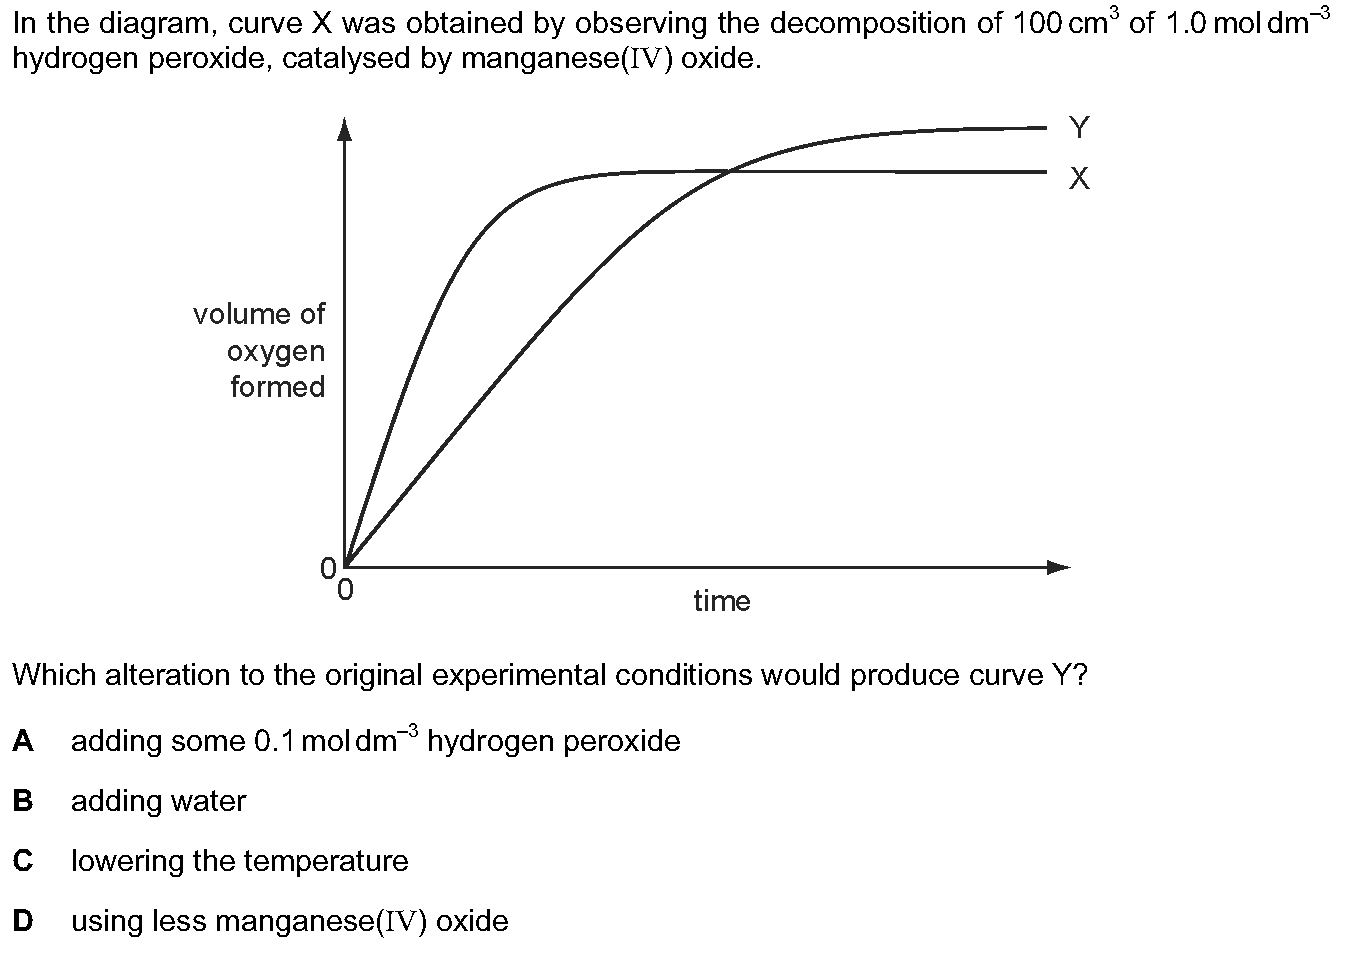 In the diagram, curve X was obtained by observing the decomposition of 100 cm³ of 1.0 mol dm⁻³
hydrogen peroxide, catalysed by manganese(IV) oxide.
Y
X
volume of
oxygen
formed
0
0
time
Which alteration to the original experimental conditions would produce curve Y?
A adding some 0.1 mol dm⁻³ hydrogen peroxide
B adding water
C lowering the temperature
D using less manganese(IV) oxide